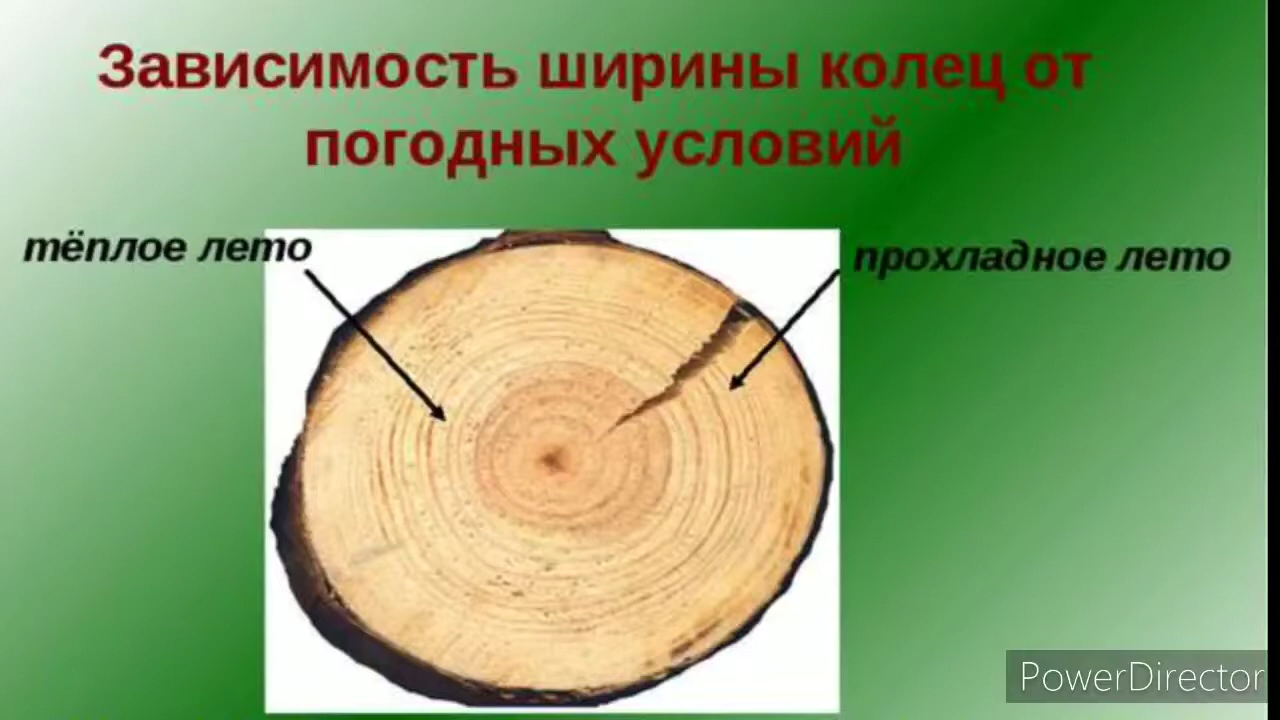 Зависимость ширины колец от
погодных условий
тёплое лето
прохладное лето
PowerDirector